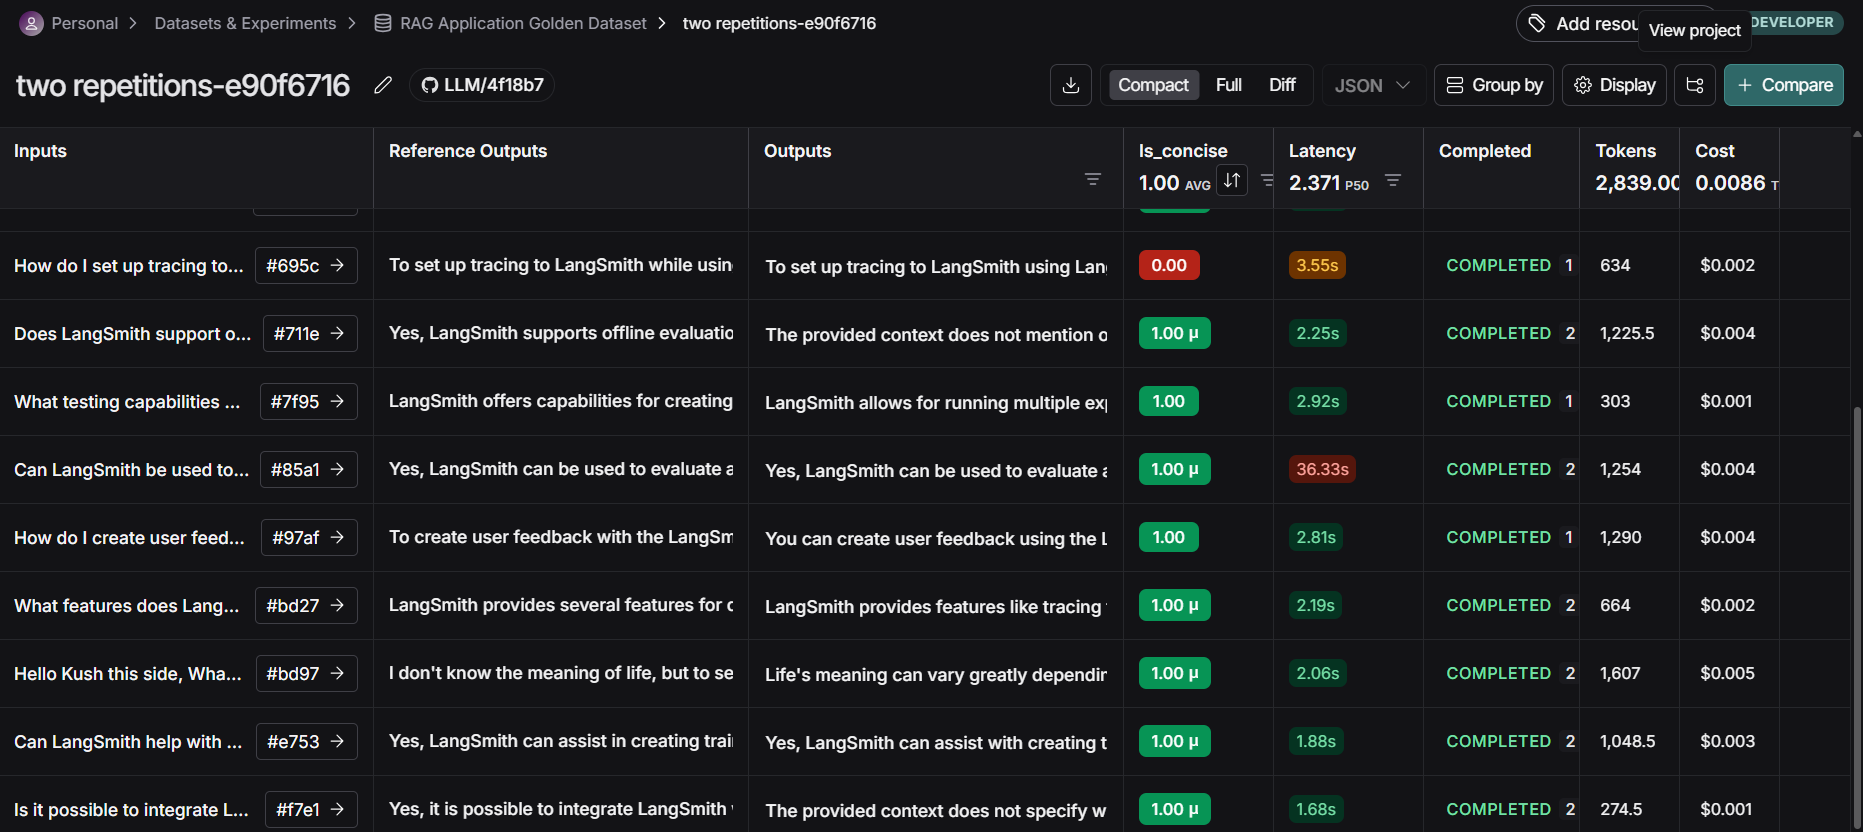 Personal > Datasets & Experiments > RAG Application Golden Dataset > two repetitions-e90f6716
Add resou
View project
DEVELOPER
two repetitions-e90f6716
LLM/4f18b7
Compact Full Diff
JSON
Group by
Display
+ Compare
Inputs Reference Outputs Outputs Is_concise Latency Completed Tokens Cost
1.00 AVG 2.371 P50 2,839.00 0.0086 T
How do I set up tracing to... #695c → To set up tracing to LangSmith while usin To set up tracing to LangSmith using Lan 0.00 3.55s COMPLETED 1 634 $0.002
Does LangSmith support o... #711e → Yes, LangSmith supports offline evaluatio The provided context does not mention o 1.00 µ 2.25s COMPLETED 2 1,225.5 $0.004
What testing capabilities ... #7f95 → LangSmith offers capabilities for creating LangSmith allows for running multiple exp 1.00 2.92s COMPLETED 1 303 $0.001
Can LangSmith be used to... #85a1 → Yes, LangSmith can be used to evaluate a Yes, LangSmith can be used to evaluate a 1.00 µ 36.33s COMPLETED 2 1,254 $0.004
How do I create user feed... #97af → To create user feedback with the LangSm You can create user feedback using the L 1.00 2.81s COMPLETED 1 1,290 $0.004
What features does Lang... #bd27 → LangSmith provides several features for LangSmith provides features like tracing 1.00 µ 2.19s COMPLETED 2 664 $0.002
Hello Kush this side, Wha... #bd97 → I don't know the meaning of life, but to se Life's meaning can vary greatly dependin 1.00 µ 2.06s COMPLETED 2 1,607 $0.005
Can LangSmith help with ... #e753 → Yes, LangSmith can assist in creating trai Yes, LangSmith can assist with creating t 1.00 µ 1.88s COMPLETED 2 1,048.5 $0.003
Is it possible to integrate L... #f7e1 → Yes, it is possible to integrate LangSmith The provided context does not specify w 1.00 µ 1.68s COMPLETED 2 274.5 $0.001